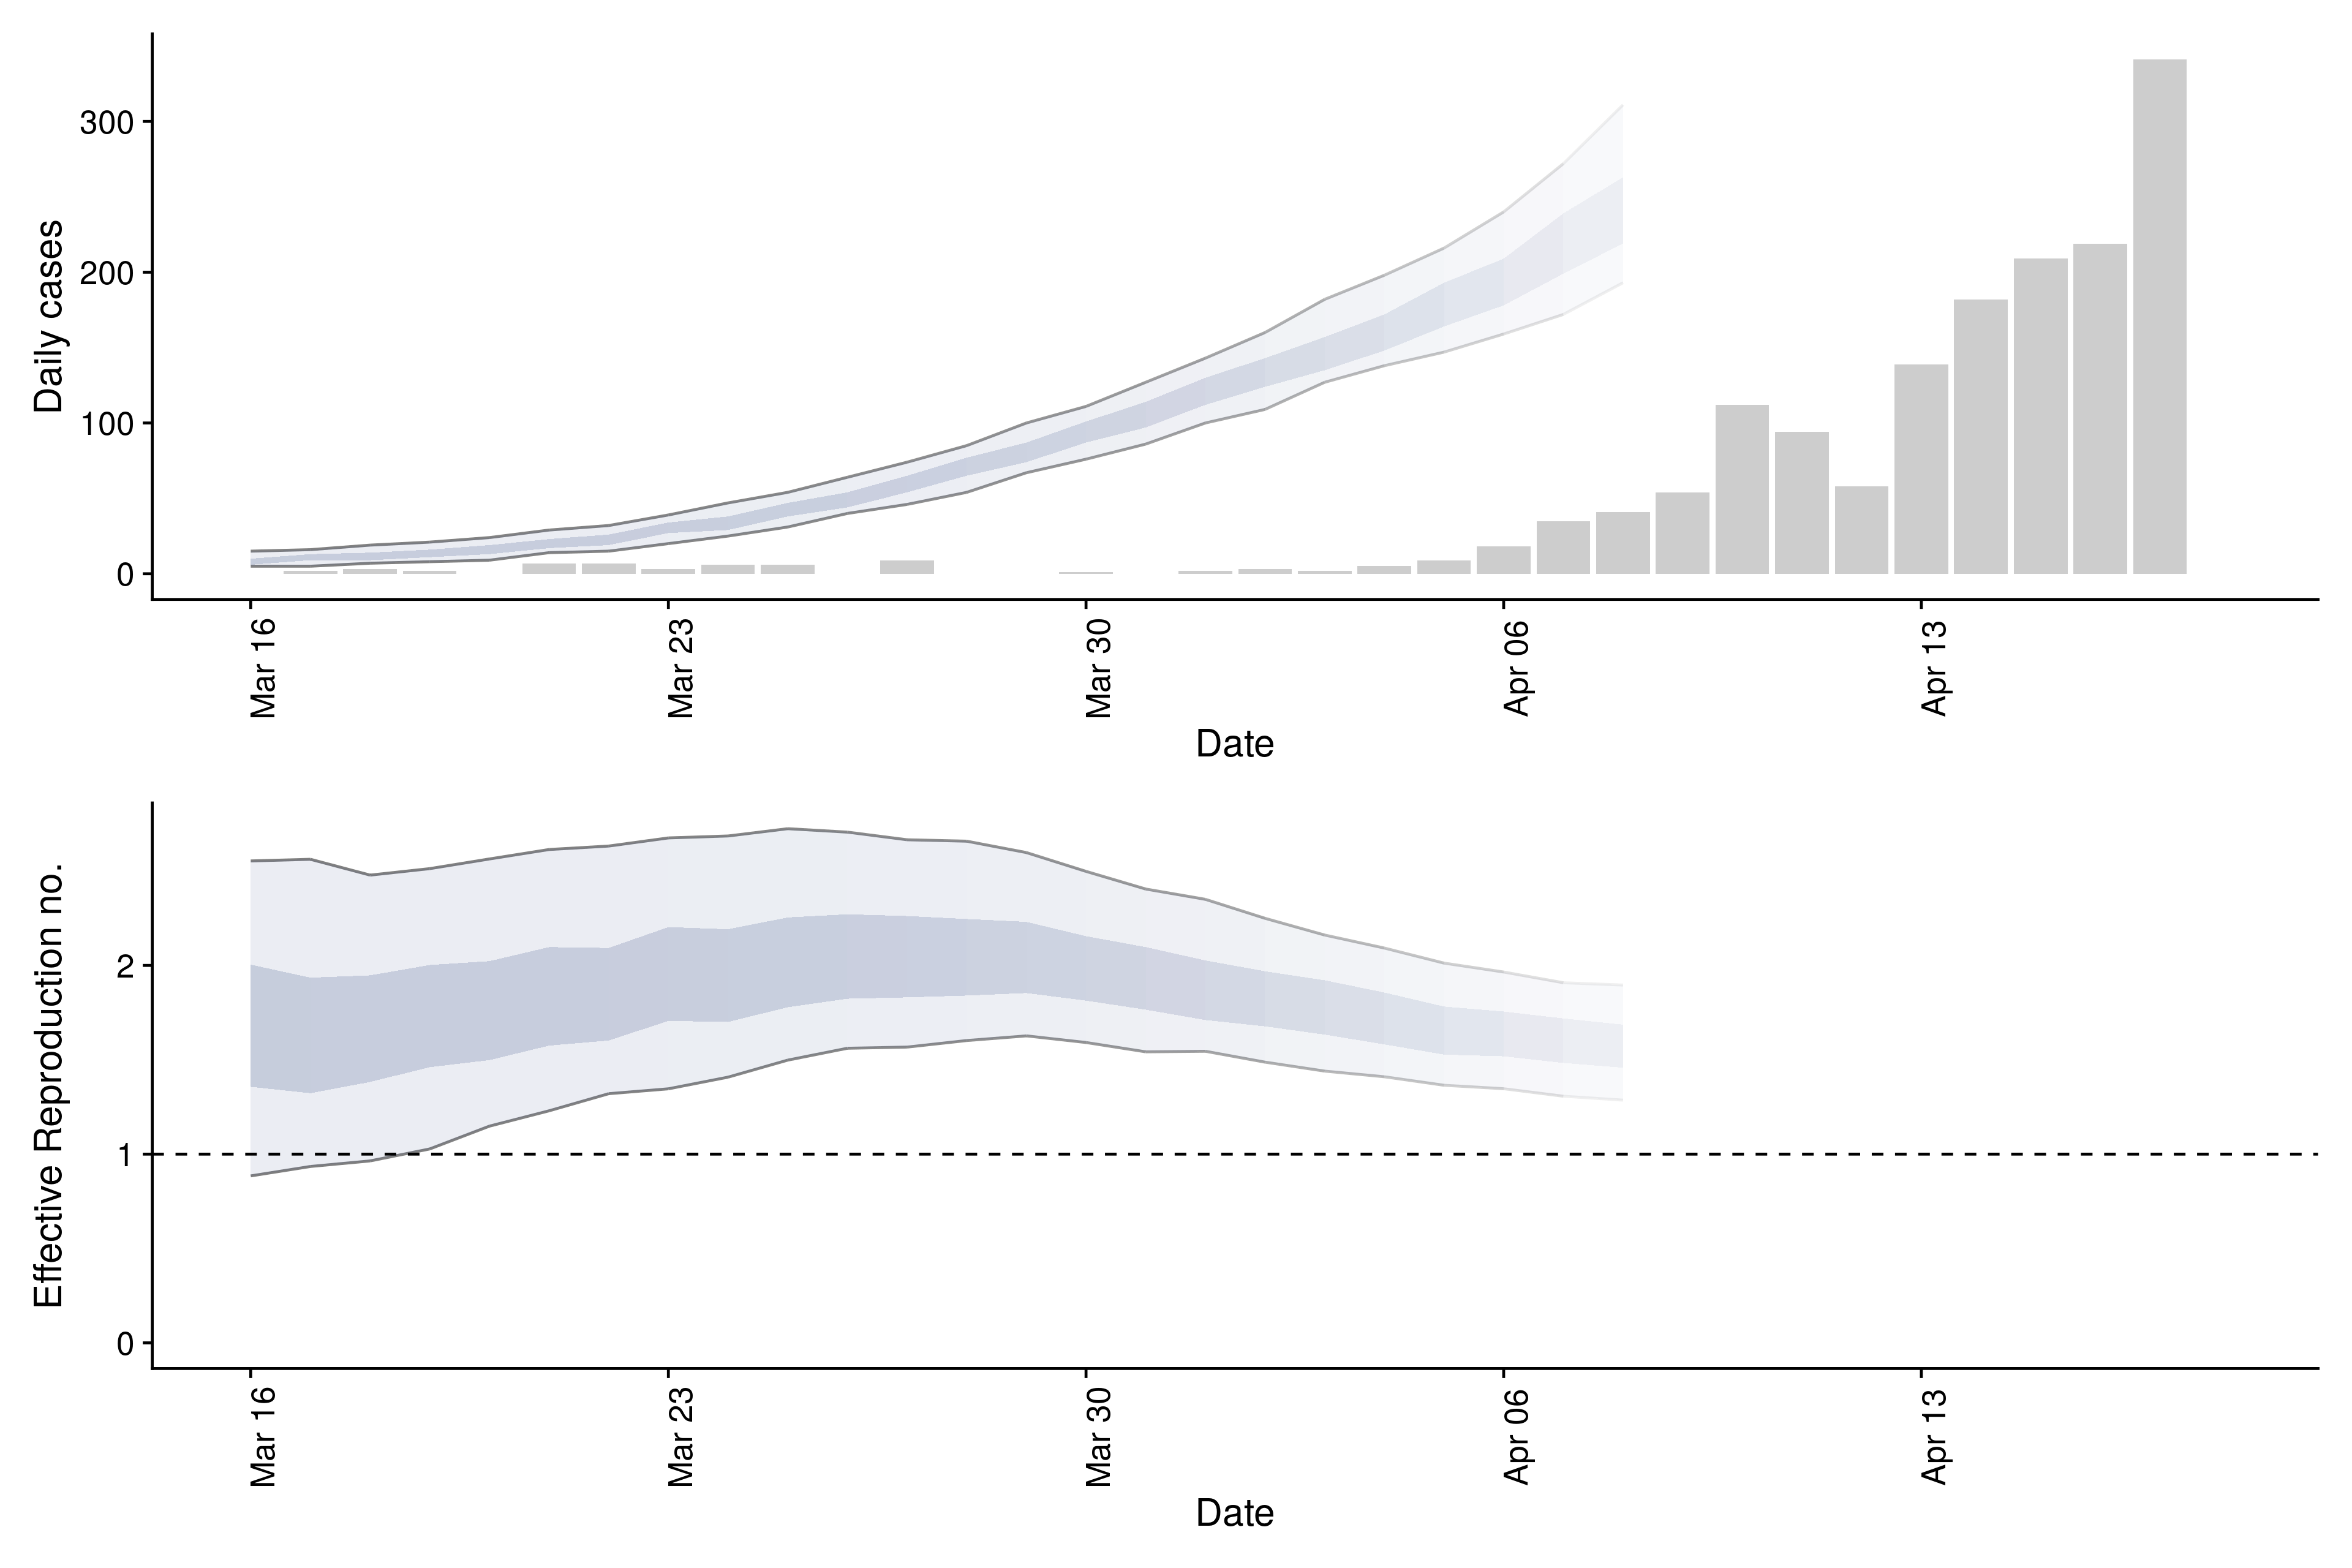 Daily cases
300
200
100
0
Mar 16
Mar 23
Mar 30
Apr 06
Apr 13
Date
Effective Reproduction no.
2
1
0
Mar 16
Mar 23
Mar 30
Apr 06
Apr 13
Date